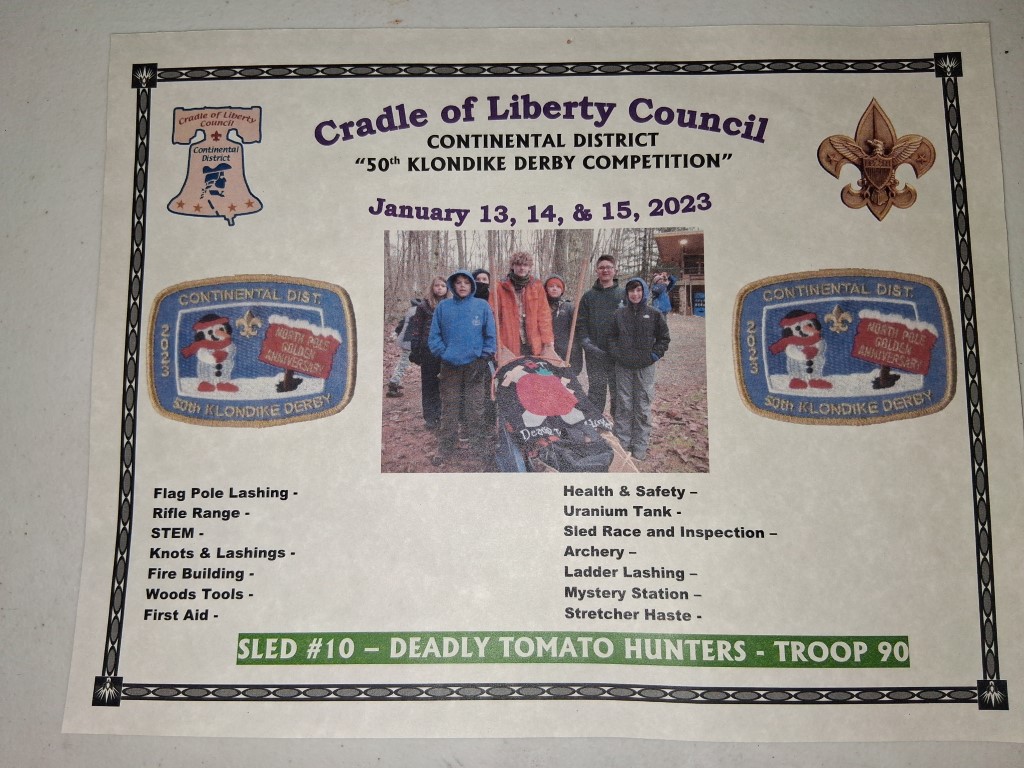 Cradle of Liberty Council
CONTINENTAL DISTRICT
“50th KLONDIKE DERBY COMPETITION”
January 13, 14, & 15, 2023
Cradle of Liberty
Council
Continental
District
CONTINENTAL DIST.
2023
NORTH POLE
GOLDEN
ANNIVERSARY
50th KLONDIKE DERBY
CONTINENTAL DIST.
2023
NORTH POLE
GOLDEN
ANNIVERSARY
50th KLONDIKE DERBY
Flag Pole Lashing -
Rifle Range -
STEM -
Knots & Lashings -
Fire Building -
Woods Tools -
First Aid -
Health & Safety –
Uranium Tank -
Sled Race and Inspection –
Archery –
Ladder Lashing –
Mystery Station –
Stretcher Haste -
SLED #10 – DEADLY TOMATO HUNTERS - TROOP 90